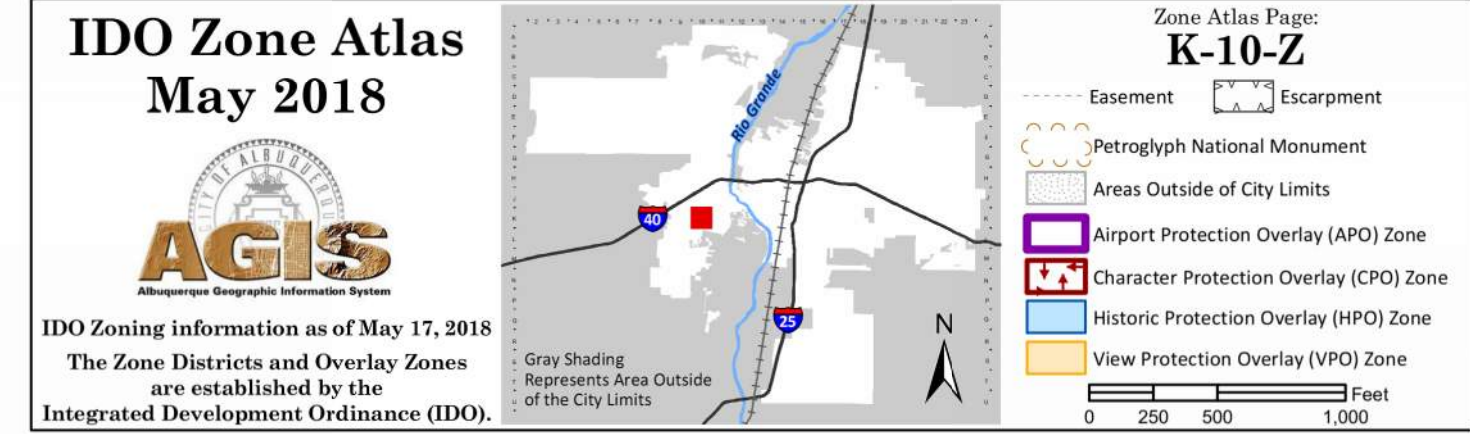 IDO Zone Atlas
May 2018
CITY OF ALBUQUERQUE
AGIS
Albuquerque Geographic Information System
IDO Zoning information as of May 17, 2018
The Zone Districts and Overlay Zones
are established by the
Integrated Development Ordinance (IDO).
Rio Grande
40
25
N
Gray Shading
Represents Area Outside
of the City Limits
Zone Atlas Page:
K-10-Z
Easement
Escarpment
Petroglyph National Monument
Areas Outside of City Limits
Airport Protection Overlay (APO) Zone
Character Protection Overlay (CPO) Zone
Historic Protection Overlay (HPO) Zone
View Protection Overlay (VPO) Zone
Feet
0 250 500 1,000